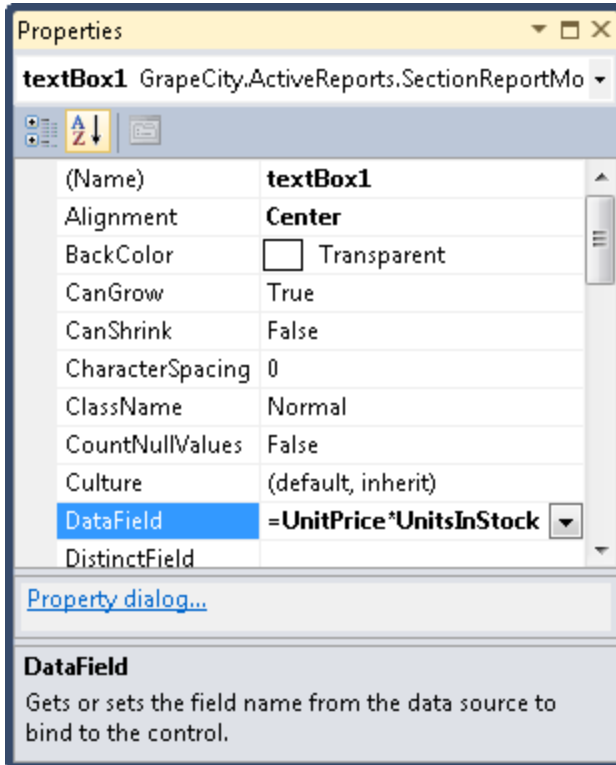 Properties
textBox1 GrapeCity.ActiveReports.SectionReportMo
(Name) textBox1
Alignment Center
BackColor Transparent
CanGrow True
CanShrink False
CharacterSpacing 0
ClassName Normal
CountNullValues False
Culture (default, inherit)
DataField =UnitPrice*UnitsInStock
DistinctField
Property dialog...
DataField
Gets or sets the field name from the data source to
bind to the control.